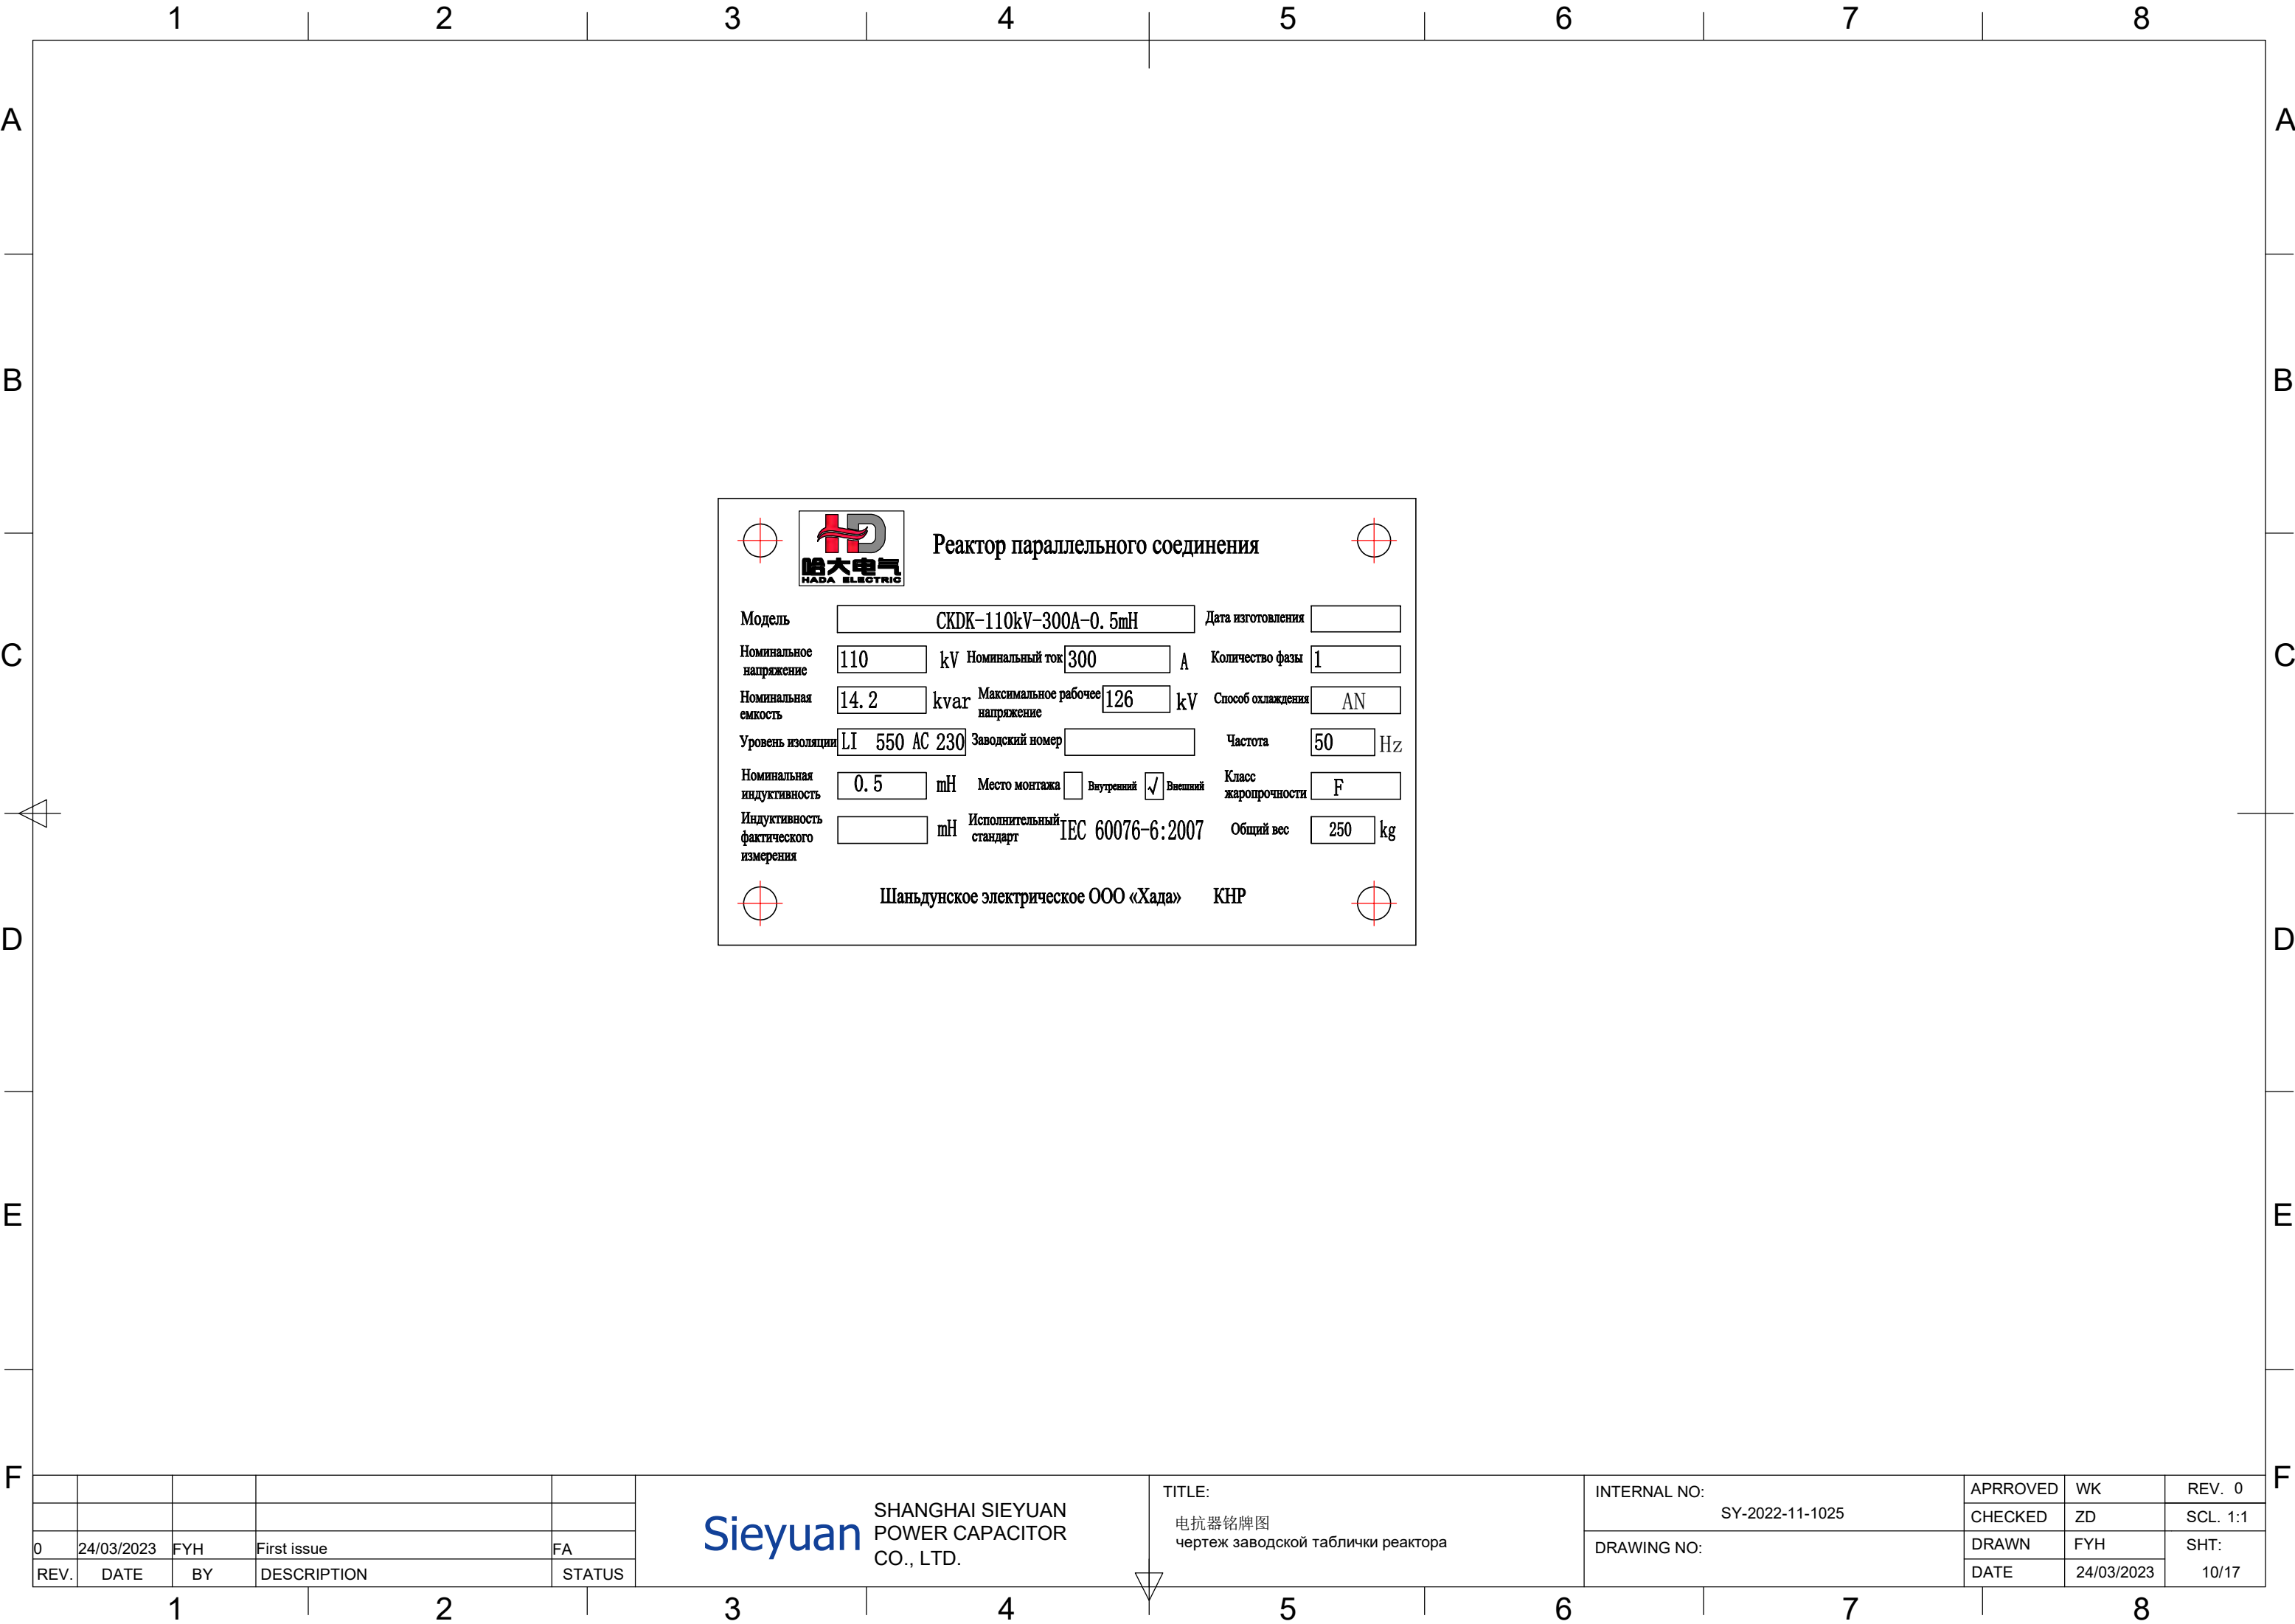 1 2 3 4 5 6 7 8
A A
B B
C C
D D
E E
F F
哈大电气
HADA ELECTRIC
Реактор параллельного соединения
Модель CKDK-110kV-300A-0.5mH Дата изготовления
Номинальное напряжение 110 kV Номинальный ток 300 A Количество фазы 1
Номинальная емкость 14.2 kvar Максимальное рабочее напряжение 126 kV Способ охлаждения AN
Уровень изоляции LI 550 AC 230 Заводский номер Частота 50 Hz
Номинальная индуктивность 0.5 mH Место монтажа Внутренний √ Внешний Класс жаропрочности F
Индуктивность фактического измерения mH Исполнительный стандарт IEC 60076-6:2007 Общий вес 250 kg
Шаньдунское электрическое ООО «Хада» КНР
0 24/03/2023 FYH First issue FA
REV. DATE BY DESCRIPTION STATUS
Sieyuan
SHANGHAI SIEYUAN
POWER CAPACITOR
CO., LTD.
TITLE:
电抗器铭牌图
чертеж заводской таблички реактора
INTERNAL NO:
SY-2022-11-1025
DRAWING NO:
APRROVED WK REV. 0
CHECKED ZD SCL. 1:1
DRAWN FYH SHT:
DATE 24/03/2023 10/17
1 2 3 4 5 6 7 8